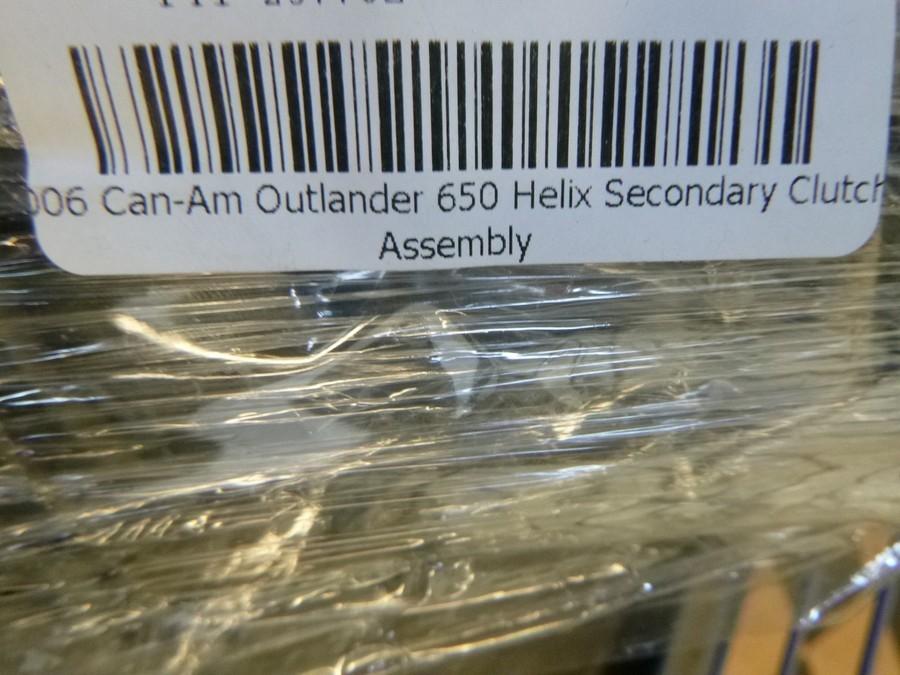 006 Can-Am Outlander 650 Helix Secondary Clutch
Assembly